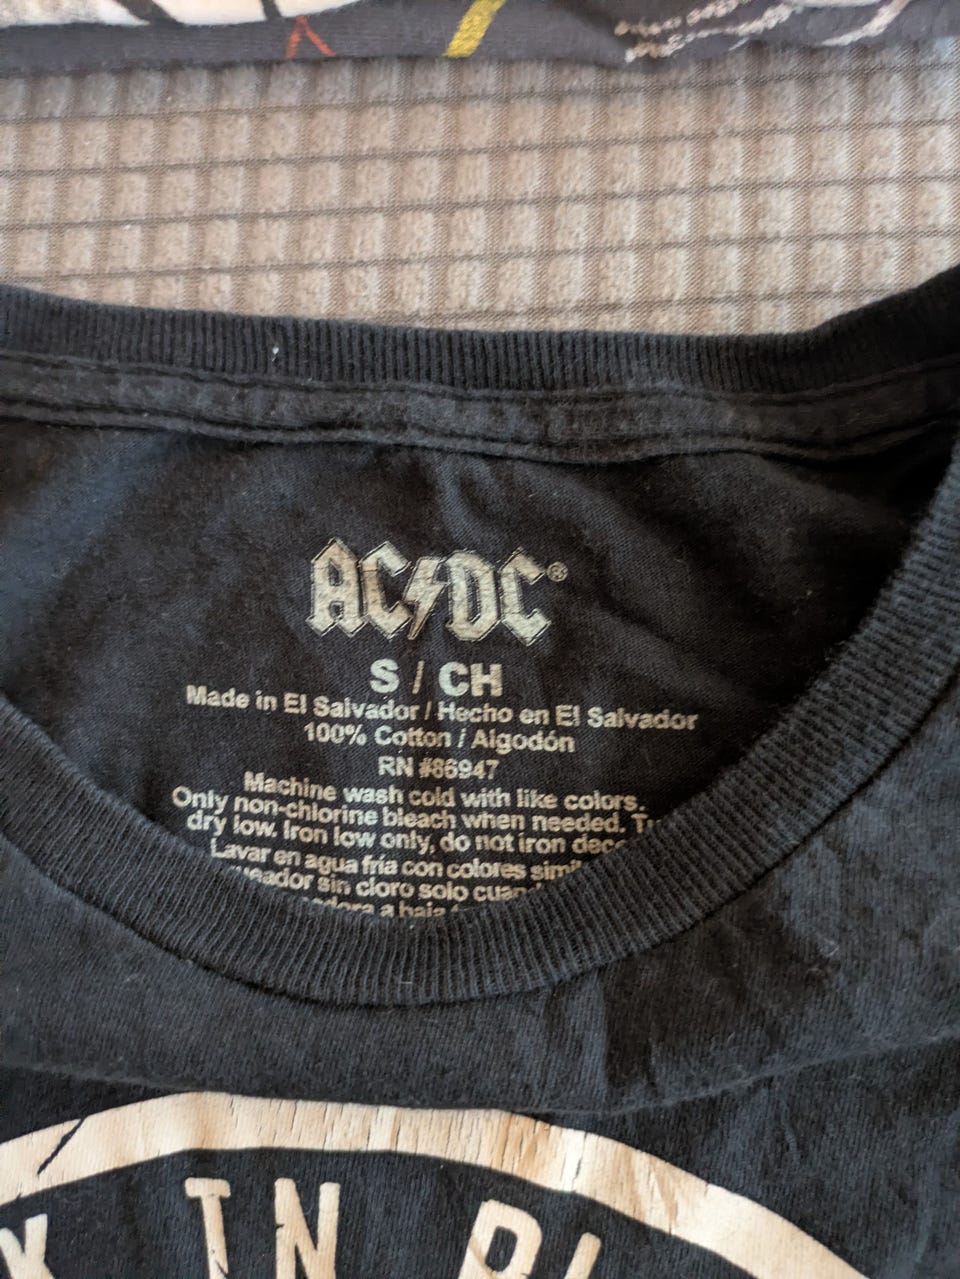 AC/DC®
S / CH
Made in El Salvador / Hecho en El Salvador
100% Cotton / Algodón
RN #86947
Machine wash cold with like colors.
Only non-chlorine bleach when needed.
dry low. Iron low only, do not iron
Lavar en agua fría con colores
sin cloro solo
a baja
IN